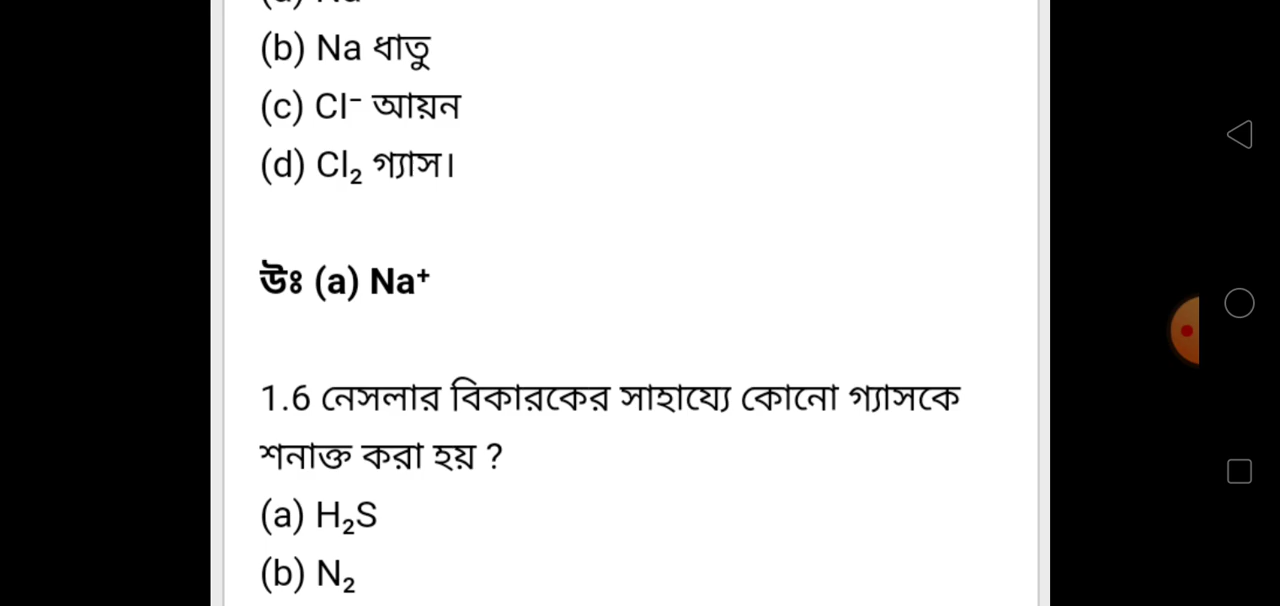 (b) Na ধাতু
(c) Cl⁻ আয়ন
(d) Cl₂ গ্যাস।
উঃ (a) Na⁺
1.6 নেসলার বিকারকের সাহায্যে কোনো গ্যাসকে
শনাক্ত করা হয় ?
(a) H₂S
(b) N₂